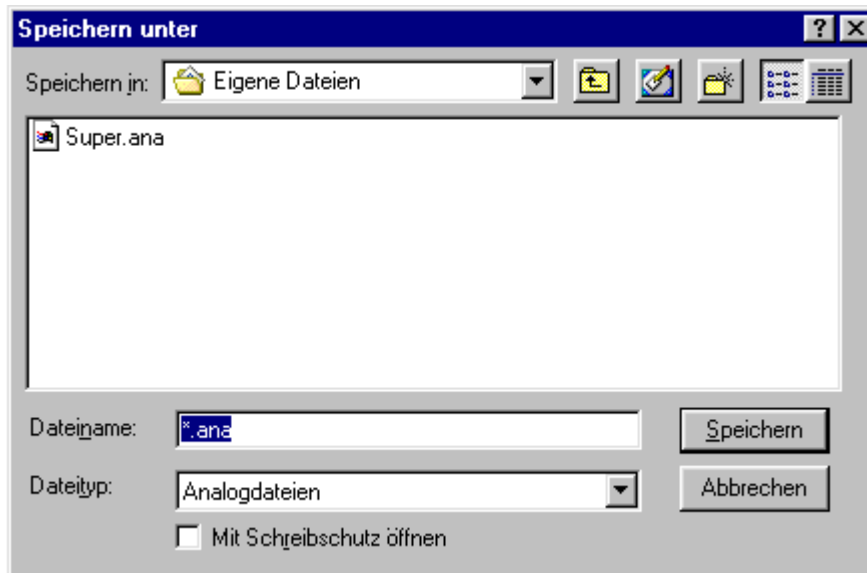 Speichern unter
Speichern in: Eigene Dateien
Super.ana
Dateiname: *.ana Speichern
Dateityp: Analogdateien Abbrechen
Mit Schreibschutz öffnen